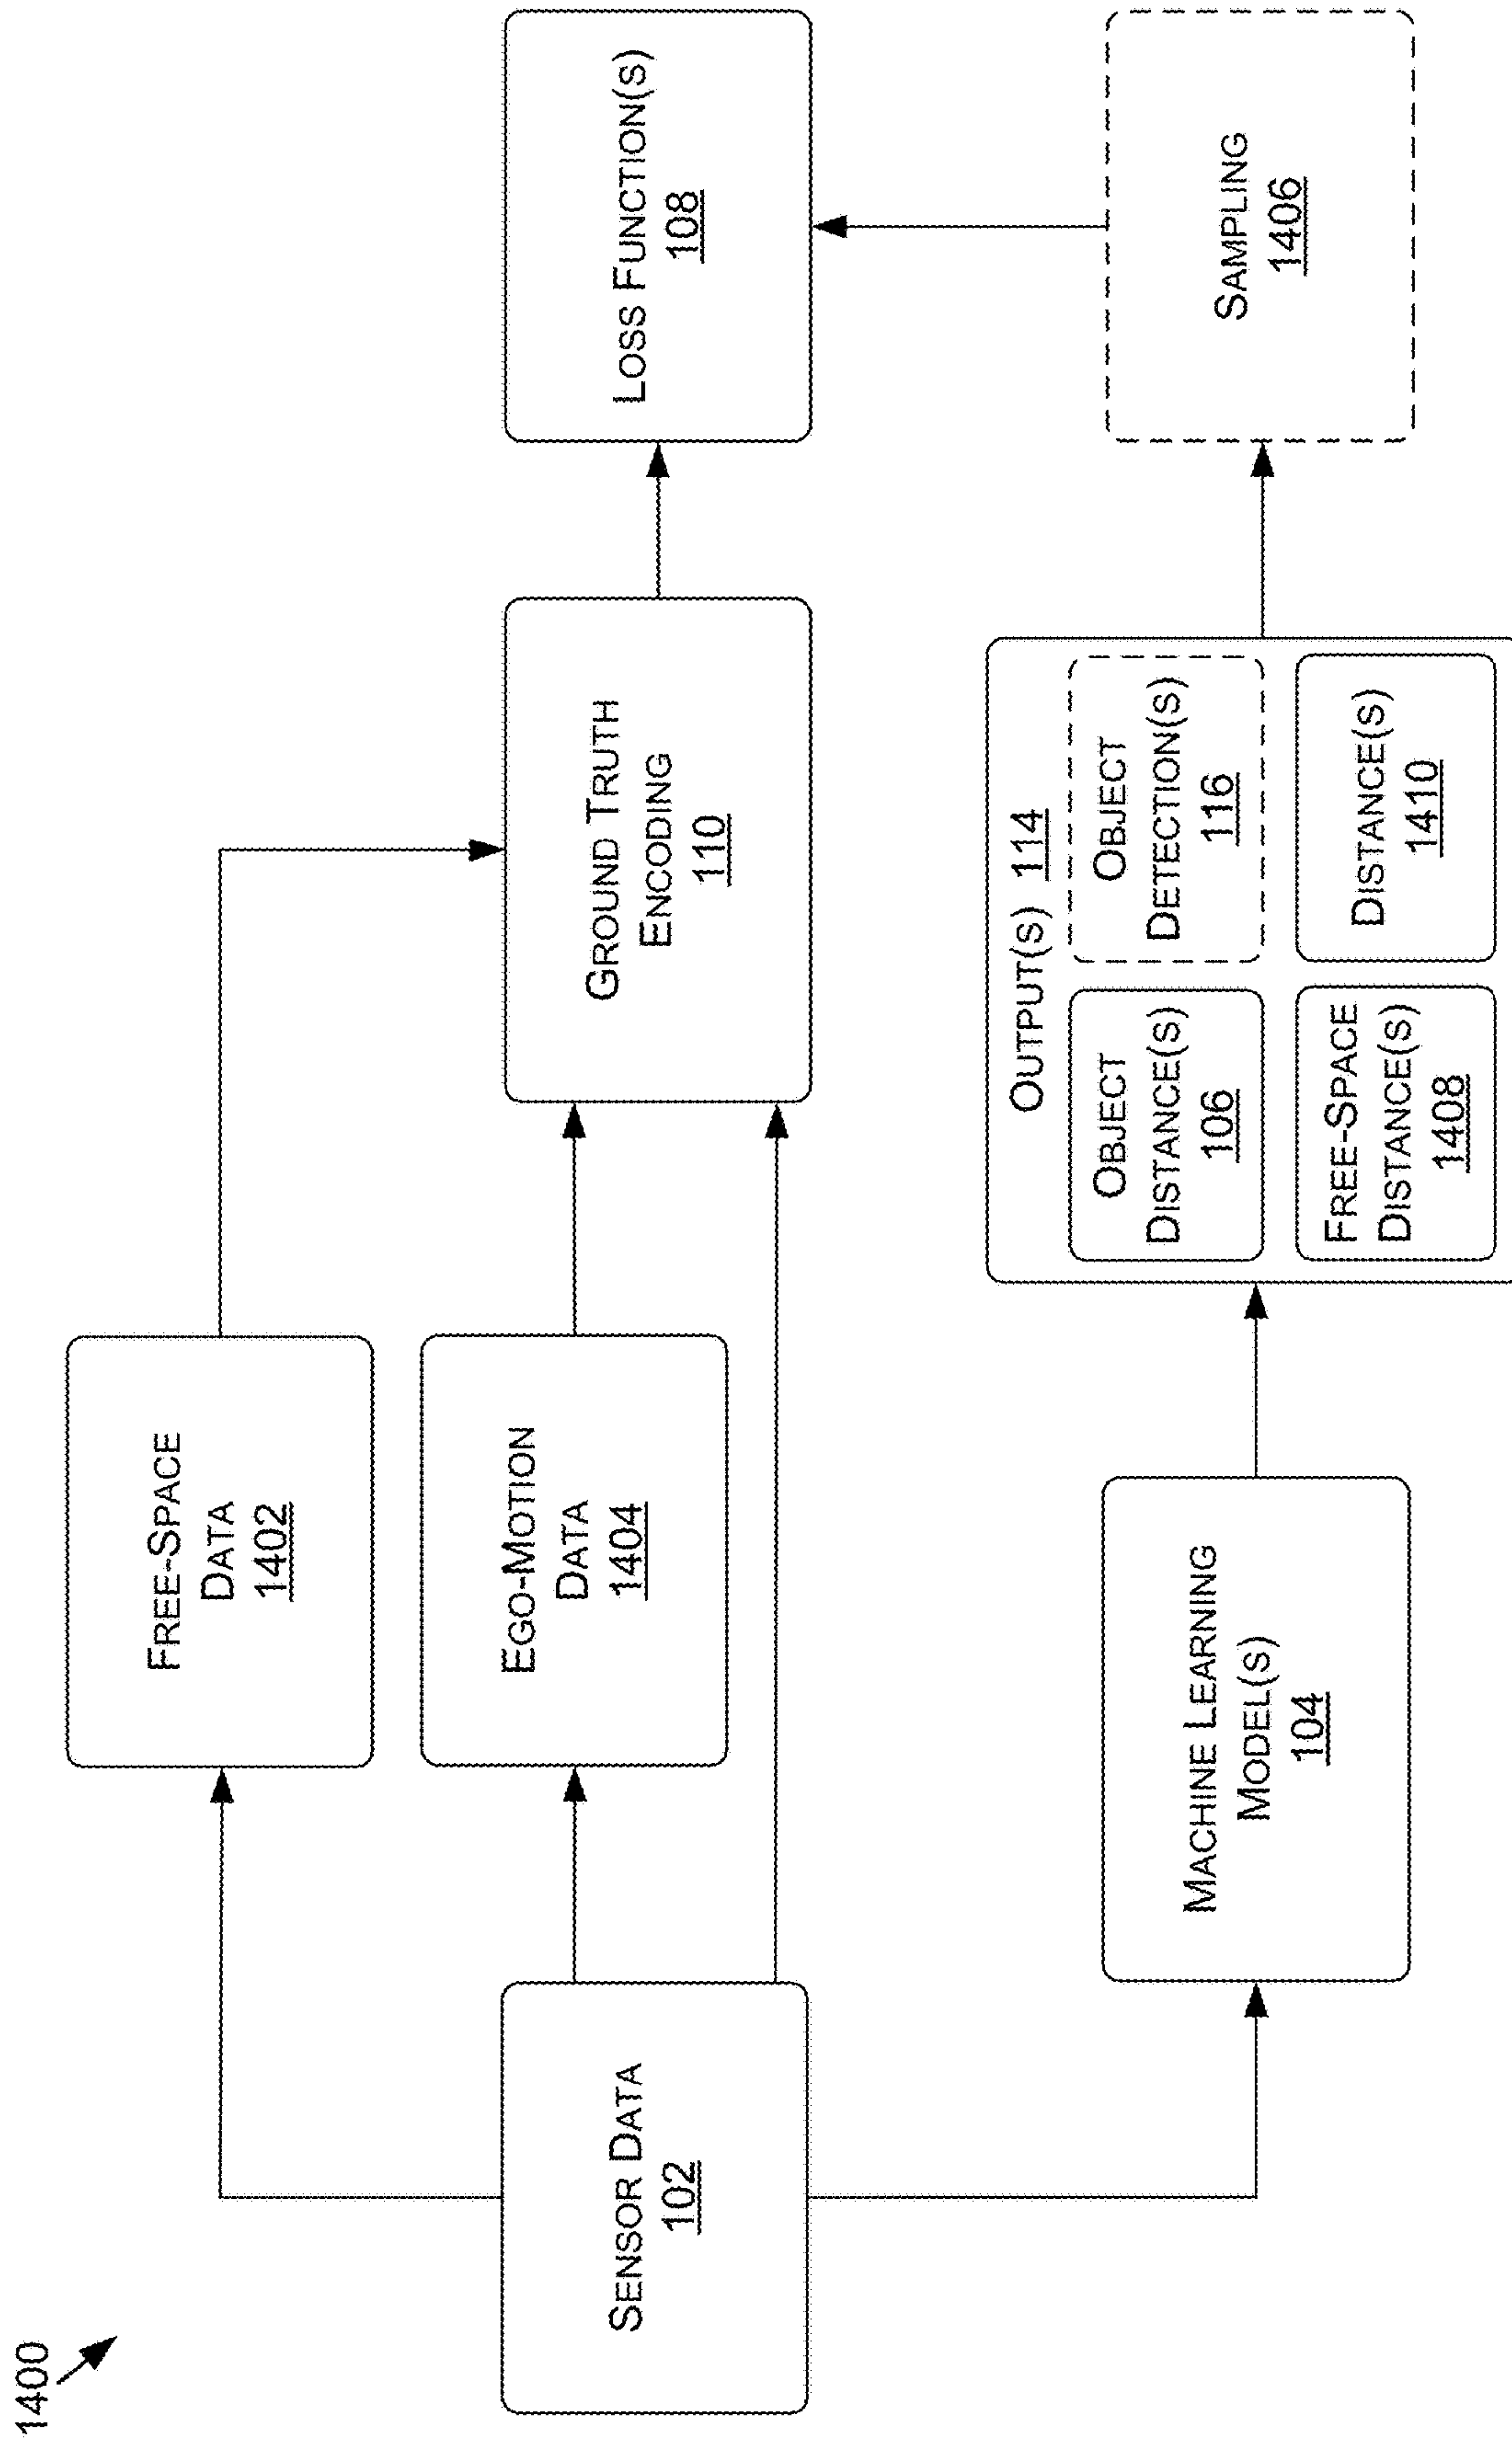 1400
FREE-SPACE
DATA
1402
EGO-MOTION
DATA
1404
SENSOR DATA
102
GROUND TRUTH
ENCODING
110
LOSS FUNCTION(S)
108
MACHINE LEARNING
MODEL(S)
104
OUTPUT(S) 114
OBJECT
DISTANCE(S)
106
OBJECT
DETECTION(S)
116
FREE-SPACE
DISTANCE(S)
1408
DISTANCE(S)
1410
SAMPLING
1406